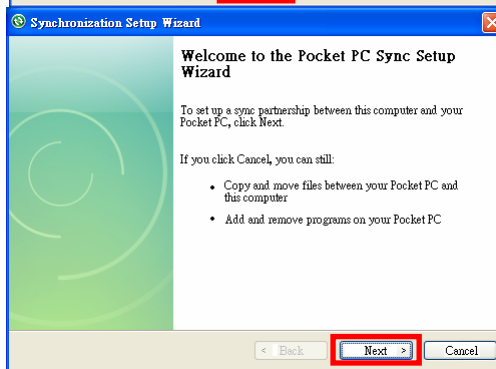 Synchronization Setup Wizard
Welcome to the Pocket PC Sync Setup
Wizard
To set up a sync partnership between this computer and your
Pocket PC, click Next.
If you click Cancel, you can still:
• Copy and move files between your Pocket PC and
this computer
• Add and remove programs on your Pocket PC
< Back
Next >
Cancel